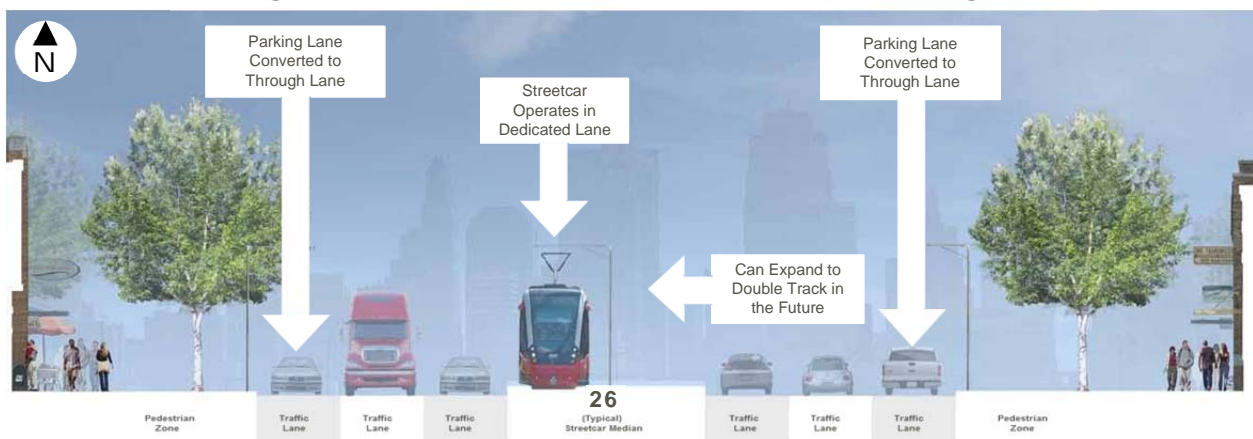 N
Parking Lane
Converted to
Through Lane
Streetcar
Operates in
Dedicated Lane
Parking Lane
Converted to
Through Lane
Can Expand to
Double Track in
the Future
Pedestrian
Zone
Traffic
Lane
Traffic
Lane
Traffic
Lane
26
(Typical)
Streetcar Median
Traffic
Lane
Traffic
Lane
Traffic
Lane
Pedestrian
Zone